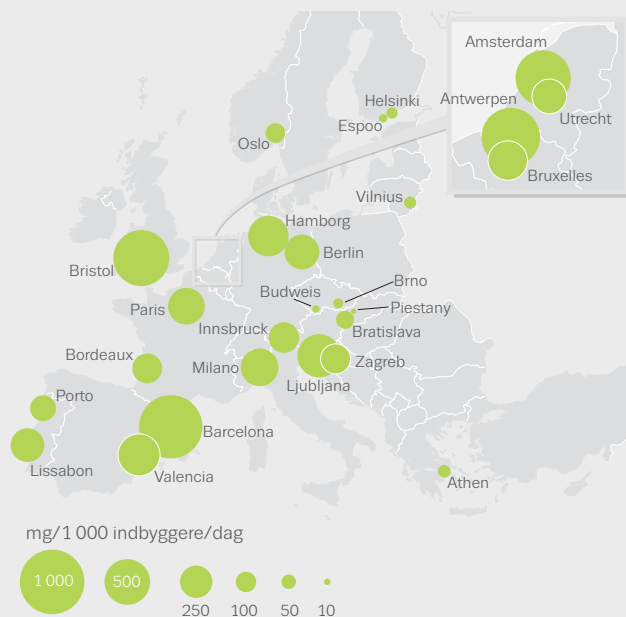 Amsterdam
Antwerpen
Utrecht
Bruxelles
Helsinki
Espoo
Oslo
Vilnius
Hamborg
Berlin
Bristol
Brno
Budweis
Piestany
Paris
Innsbruck
Bratislava
Bordeaux
Milano
Zagreb
Ljubljana
Porto
Barcelona
Lissabon
Valencia
Athen
mg/1 000 indbyggere/dag
1 000
500
250
100
50
10